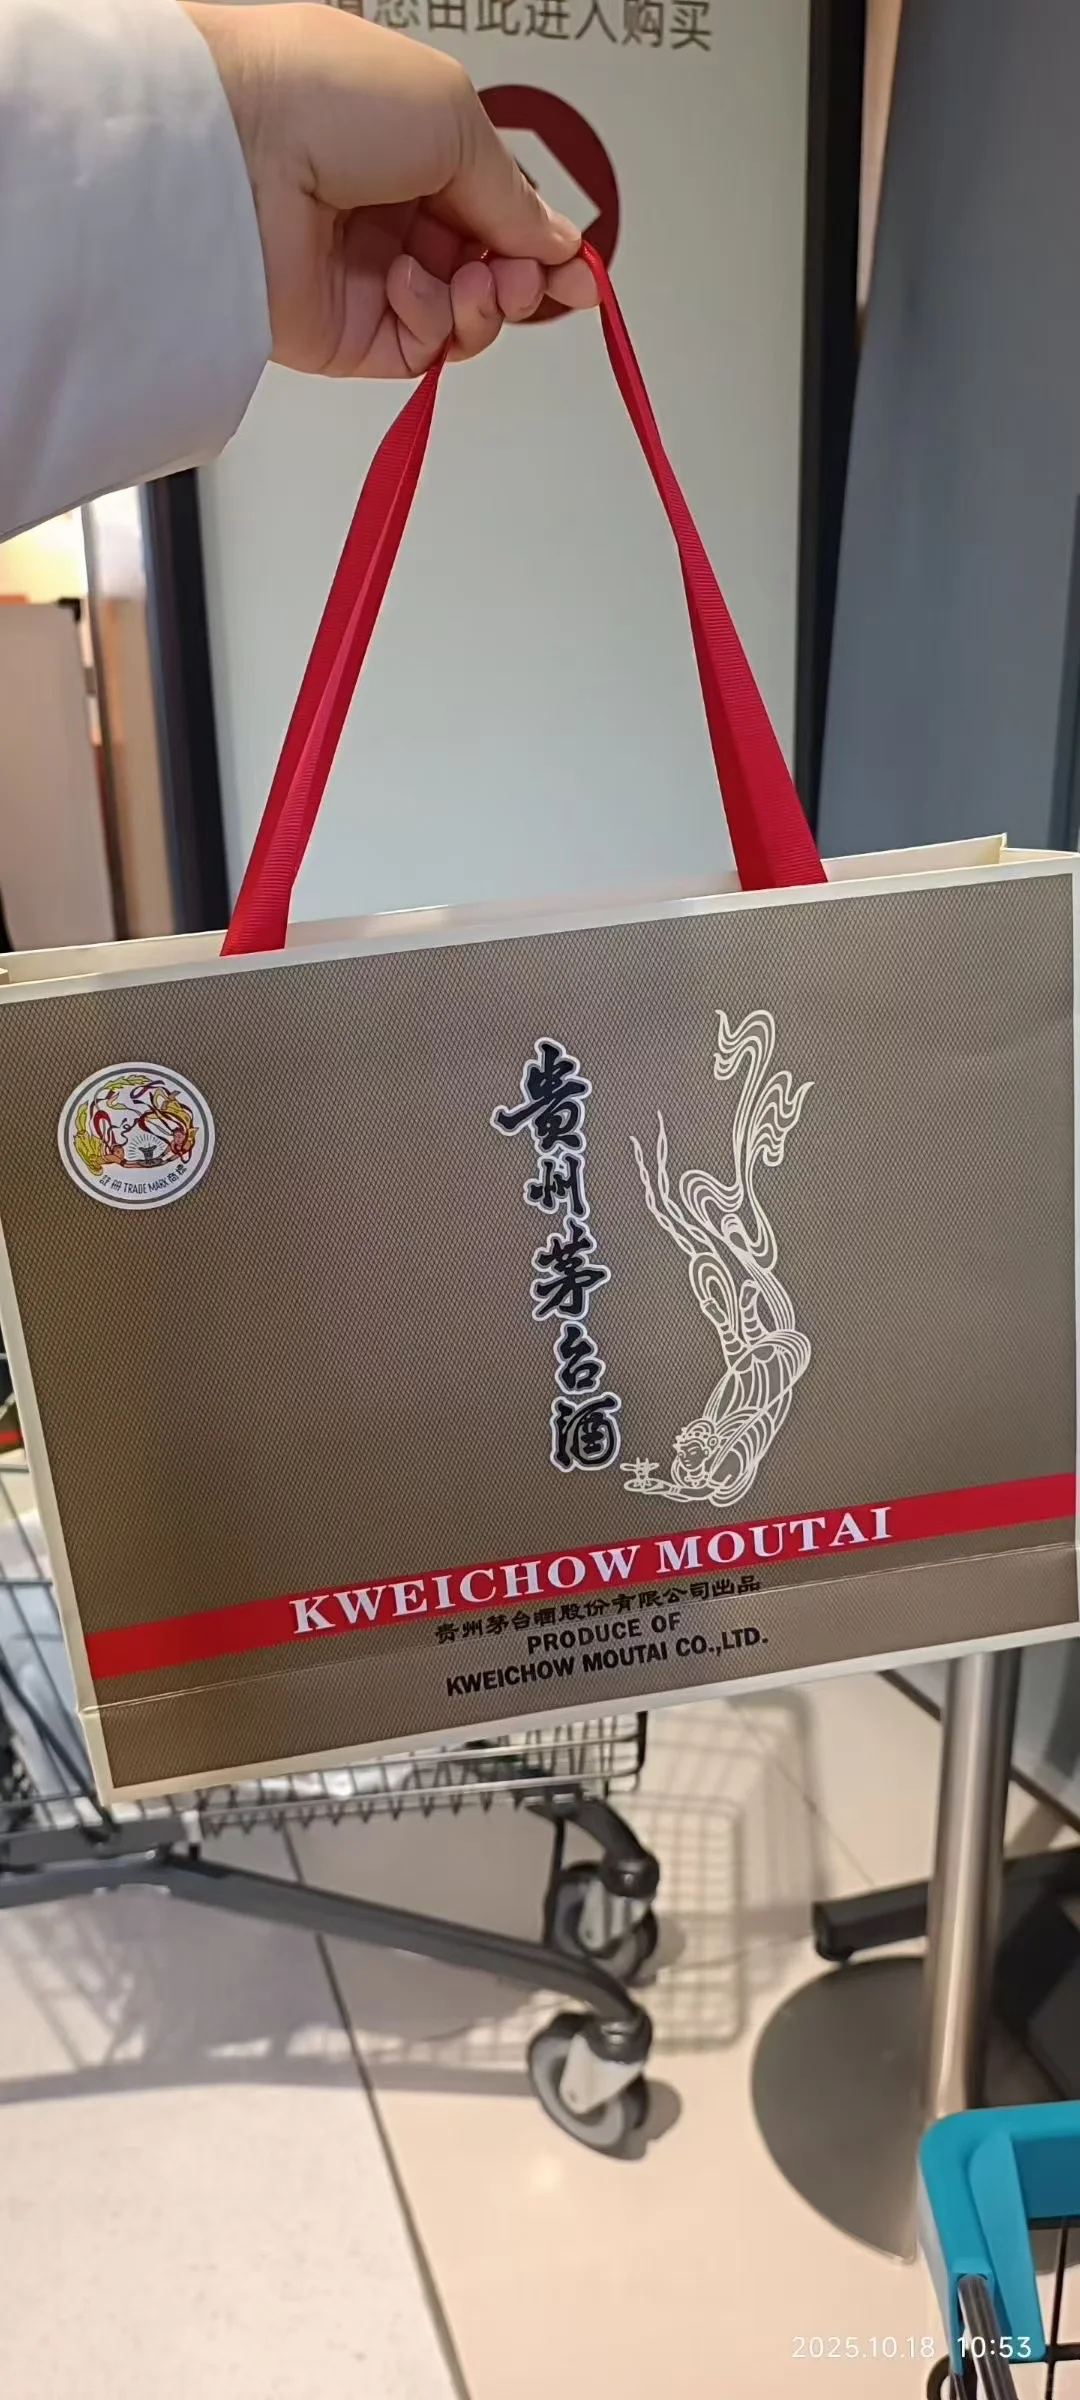 请您由此进入购买
注册 TRADE MARK 商標
贵州茅台酒
KWEICHOW MOUTAI
贵州茅台酒股份有限公司出品
PRODUCE OF
KWEICHOW MOUTAI CO.,LTD.
2025.10.18 10:53